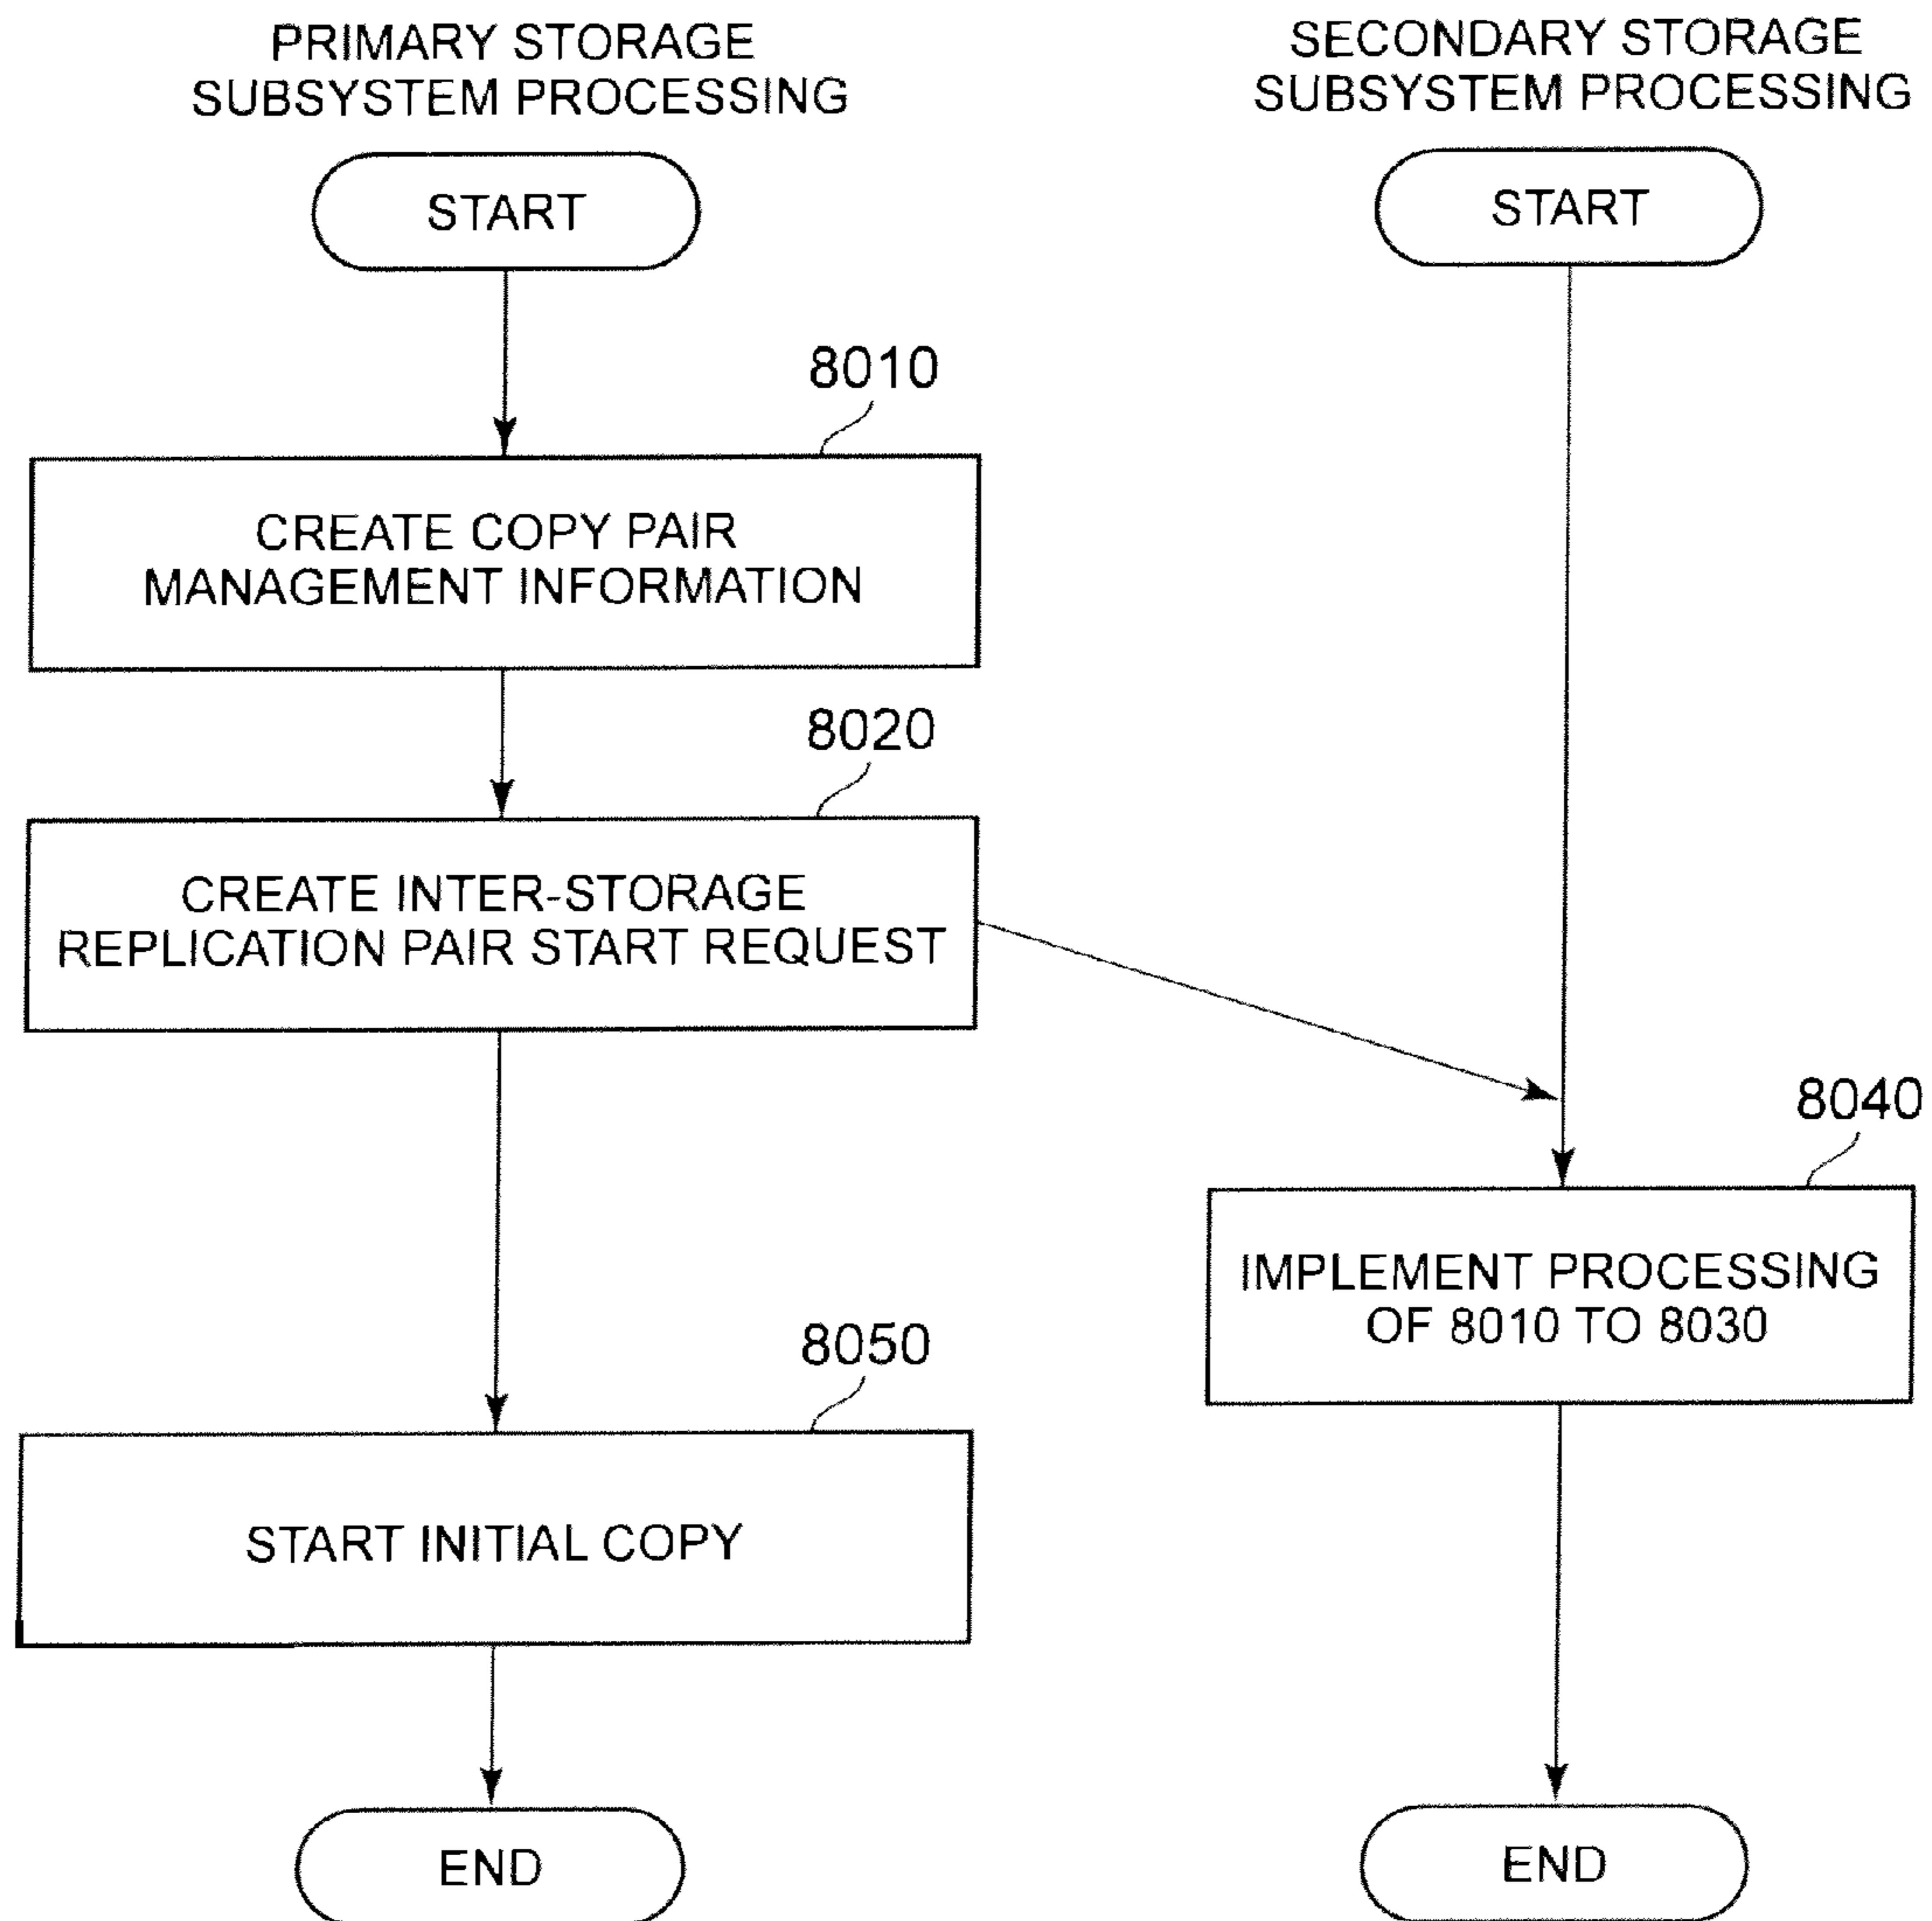 PRIMARY STORAGE
SUBSYSTEM PROCESSING
START
8010
CREATE COPY PAIR
MANAGEMENT INFORMATION
8020
CREATE INTER-STORAGE
REPLICATION PAIR START REQUEST
8050
START INITIAL COPY
END
SECONDARY STORAGE
SUBSYSTEM PROCESSING
START
8040
IMPLEMENT PROCESSING
OF 8010 TO 8030
END